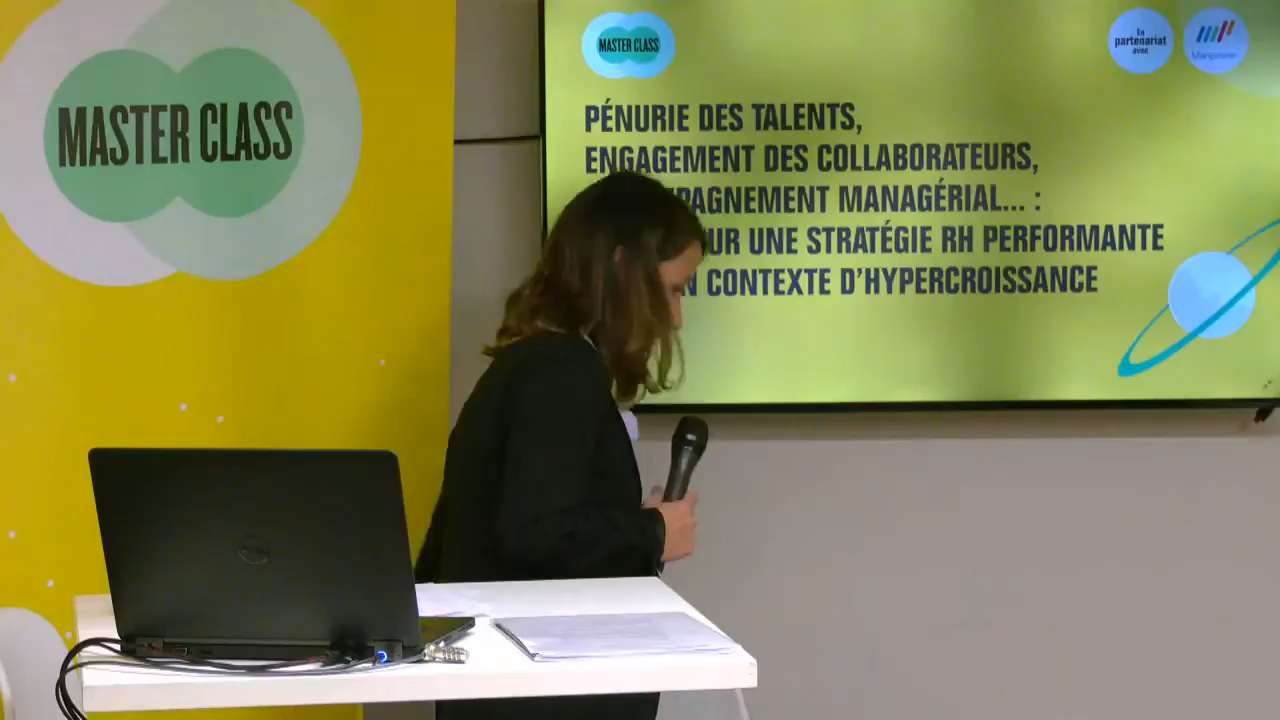 MASTER CLASS
MASTER CLASS
En
partenariat
avec
Manpower
PÉNURIE DES TALENTS,
ENGAGEMENT DES COLLABORATEURS,
PAGNEMENT MANAGÉRIAL... :
UR UNE STRATÉGIE RH PERFORMANTE
N CONTEXTE D'HYPERCROISSANCE